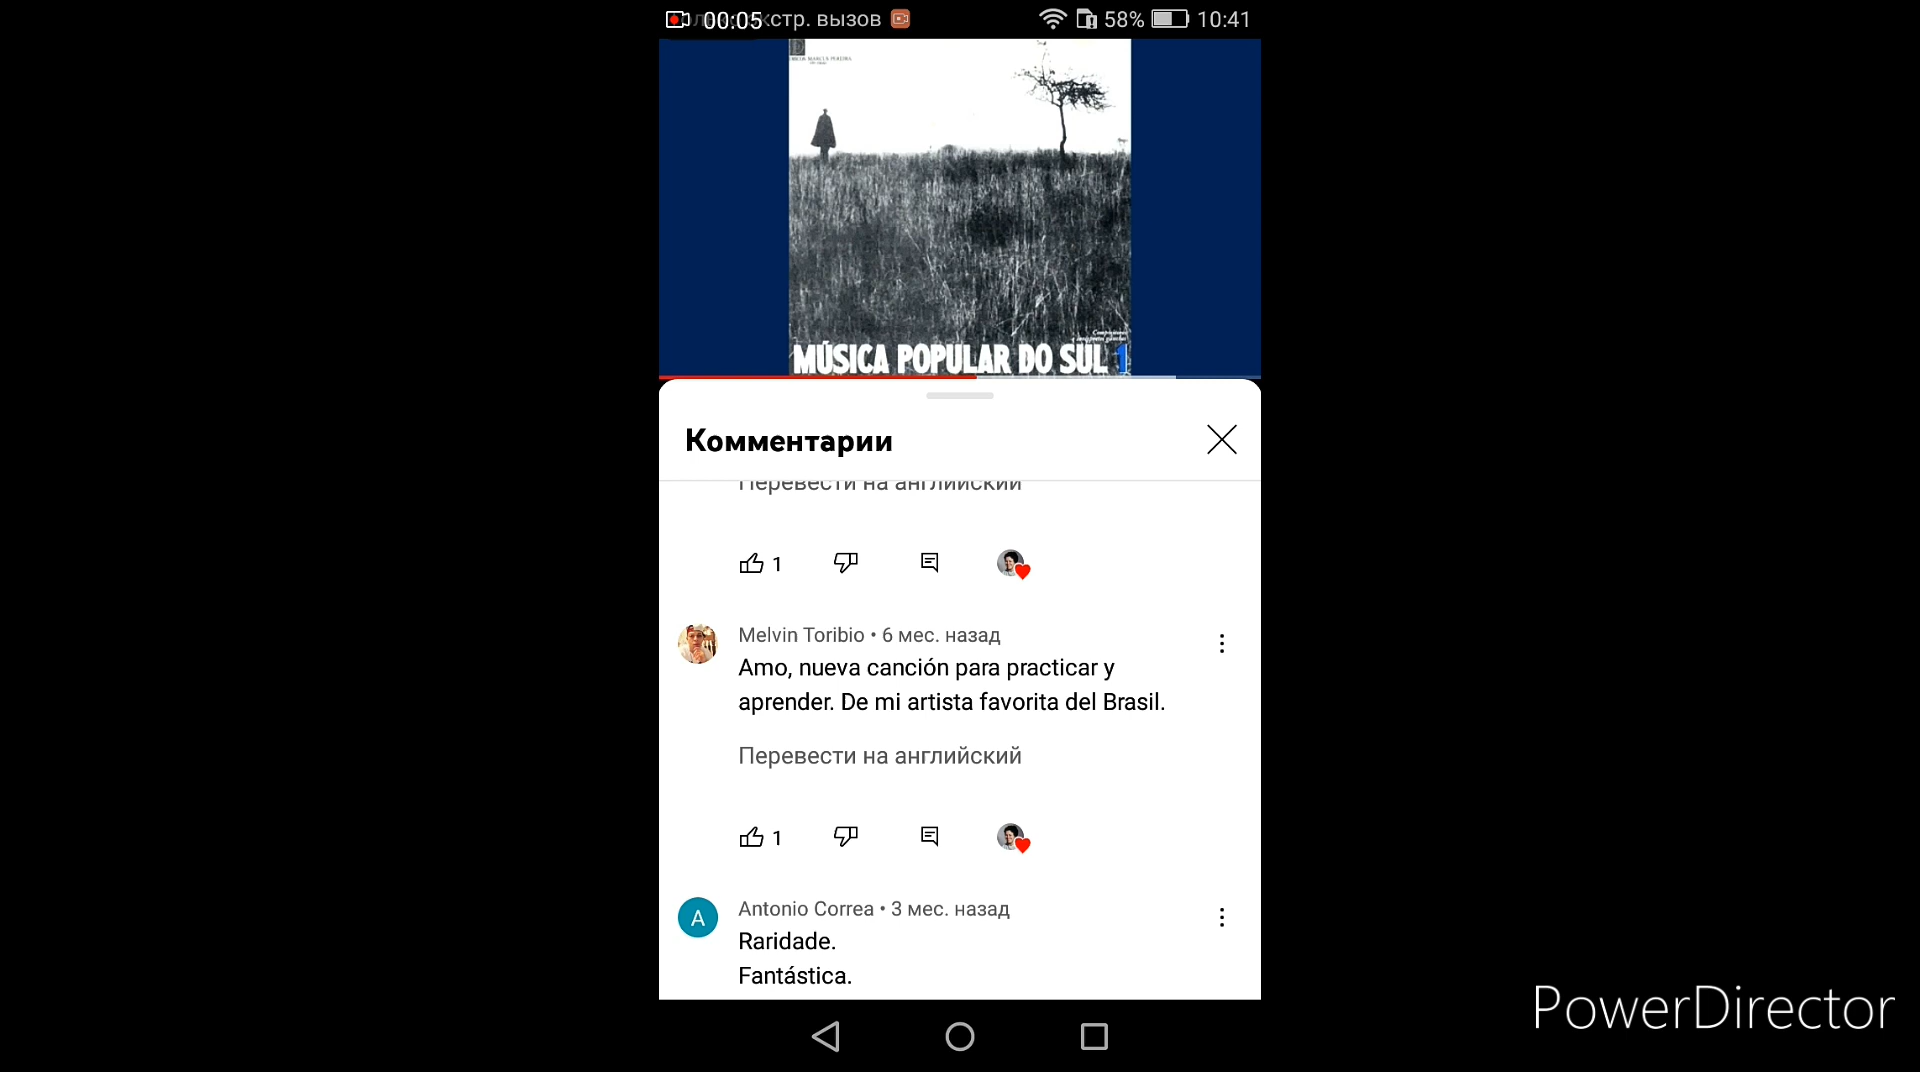 00:05 кстр. вызов 58% 10:41
MÚSICA POPULAR DO SUL 1
Комментарии
Перевести на английский
1
Melvin Toribio • 6 мес. назад
Amo, nueva canción para practicar y
aprender. De mi artista favorita del Brasil.
Перевести на английский
1
A
Antonio Correa • 3 мес. назад
Raridade.
Fantástica.
PowerDirector